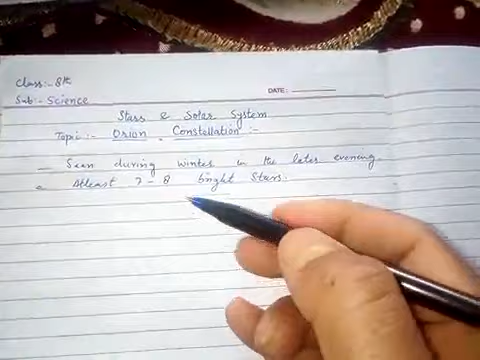 Class:- 8th
DATE:
Sub:- Science
Stars & Solar System
Topic:- Orion Constellation :-
— Seen during winter in the later evening.
Atleast 7-8 bright Stars.